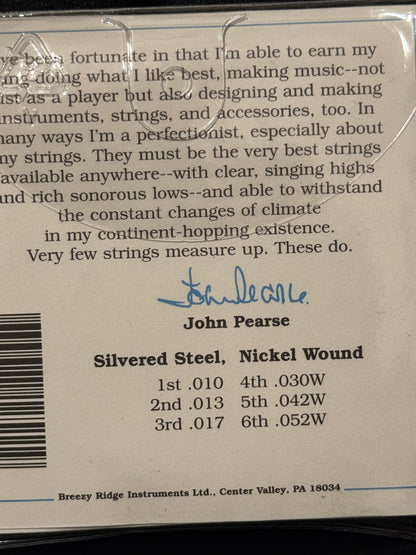 've been fortunate in that I'm able to earn my
ing doing what I like best, making music--not
ust as a player but also designing and making
instruments, strings, and accessories, too. In
many ways I'm a perfectionist, especially about
my strings. They must be the very best strings
available anywhere--with clear, singing highs
and rich sonorous lows--and able to withstand
the constant changes of climate
in my continent-hopping existence.
Very few strings measure up. These do.
John Pearse
John Pearse
Silvered Steel, Nickel Wound
1st .010 4th .030W
2nd .013 5th .042W
3rd .017 6th .052W
Breezy Ridge Instruments Ltd., Center Valley, PA 18034